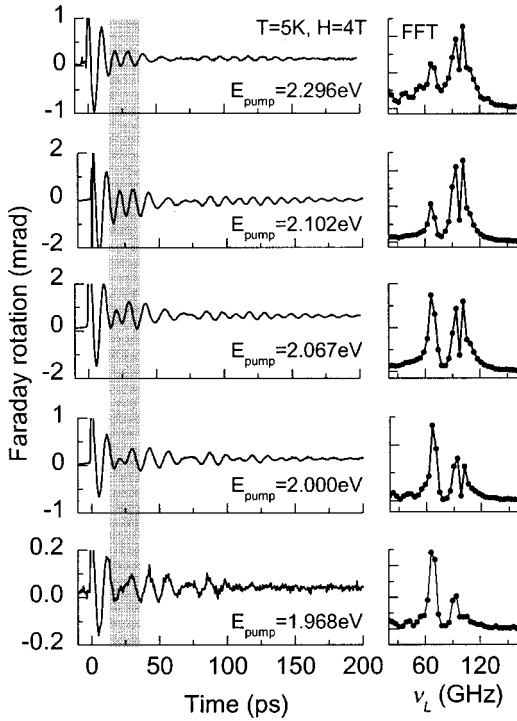 T=5K, H=4T
FFT
1
0
-1
E_pump=2.296eV
2
0
-2
E_pump=2.102eV
2
0
-2
E_pump=2.067eV
1
0
-1
E_pump=2.000eV
0.2
0.0
-0.2
E_pump=1.968eV
0 50 100 150 200
60 120
Time (ps)
ν_L (GHz)
Faraday rotation (mrad)